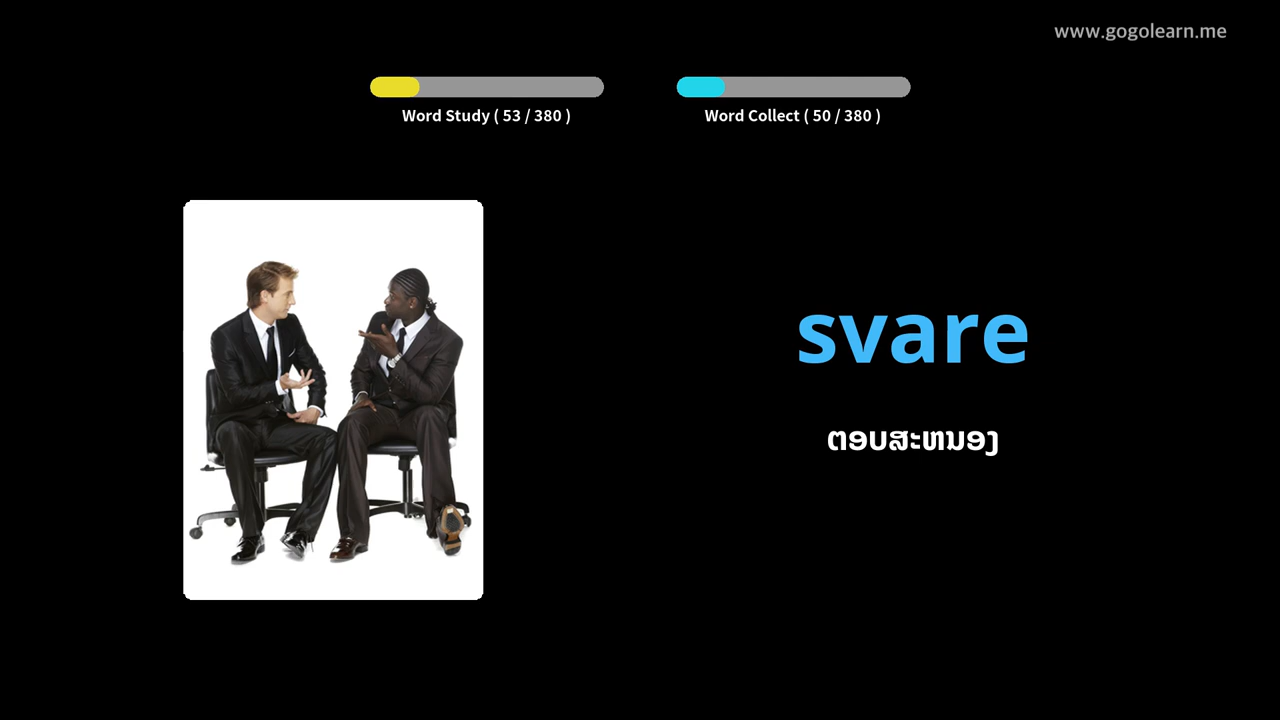 www.gogolearn.me
Word Study ( 53 / 380 )
Word Collect ( 50 / 380 )
svare
ຕອບສະຫນອງ